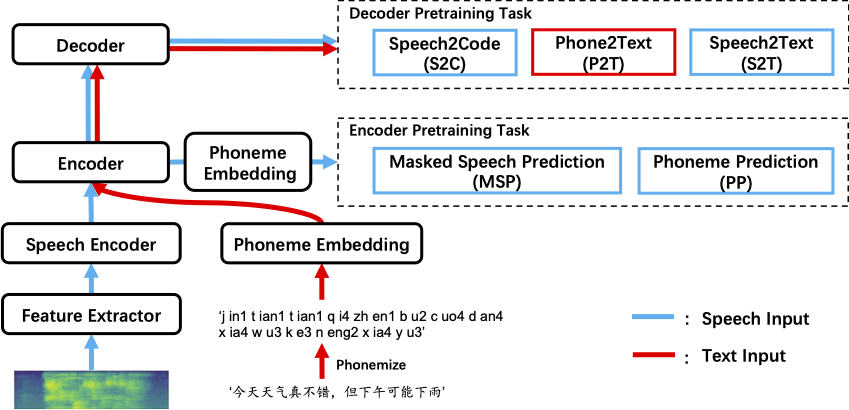 Decoder Pretraining Task
Decoder
Speech2Code
(S2C)
Phone2Text
(P2T)
Speech2Text
(S2T)
Encoder Pretraining Task
Encoder
Phoneme
Embedding
Masked Speech Prediction
(MSP)
Phoneme Prediction
(PP)
Speech Encoder
Phoneme Embedding
Feature Extractor
‘j in1 t ian1 t ian1 q i4 zh en1 b u2 c uo4 d an4
x ia4 w u3 k e3 n eng2 x ia4 y u3’
: Speech Input
: Text Input
Phonemize
‘今天天气真不错，但下午可能下雨’